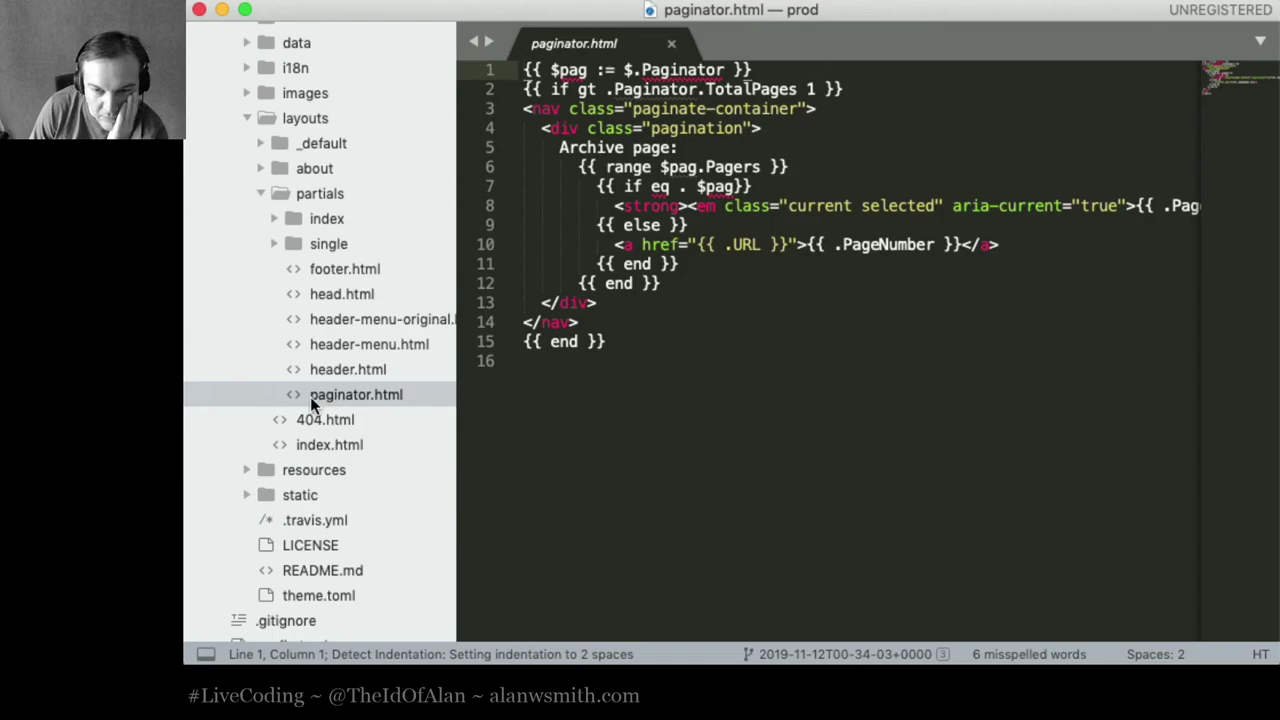 paginator.html — prod
UNREGISTERED
data
i18n
images
layouts
_default
about
partials
index
single
footer.html
head.html
header-menu-original.
header-menu.html
header.html
paginator.html
404.html
index.html
resources
static
/* .travis.yml
LICENSE
<> README.md
theme.toml
.gitignore
paginator.html ×
1 {{ $pag := $.Paginator }}
2 {{ if gt .Paginator.TotalPages 1 }}
3 <nav class="paginate-container">
4 <div class="pagination">
5 Archive page:
6 {{ range $pag.Pagers }}
7 {{ if eq . $pag}}
8 <strong><em class="current selected" aria-current="true">{{ .Pag
9 {{ else }}
10 <a href="{{ .URL }}">{{ .PageNumber }}</a>
11 {{ end }}
12 {{ end }}
13 </div>
14 </nav>
15 {{ end }}
16
Line 1, Column 1; Detect Indentation: Setting indentation to 2 spaces
2019-11-12T00-34-03+0000 3
6 misspelled words
Spaces: 2
HT
#LiveCoding ~ @TheIdOfAlan ~ alanwsmith.com